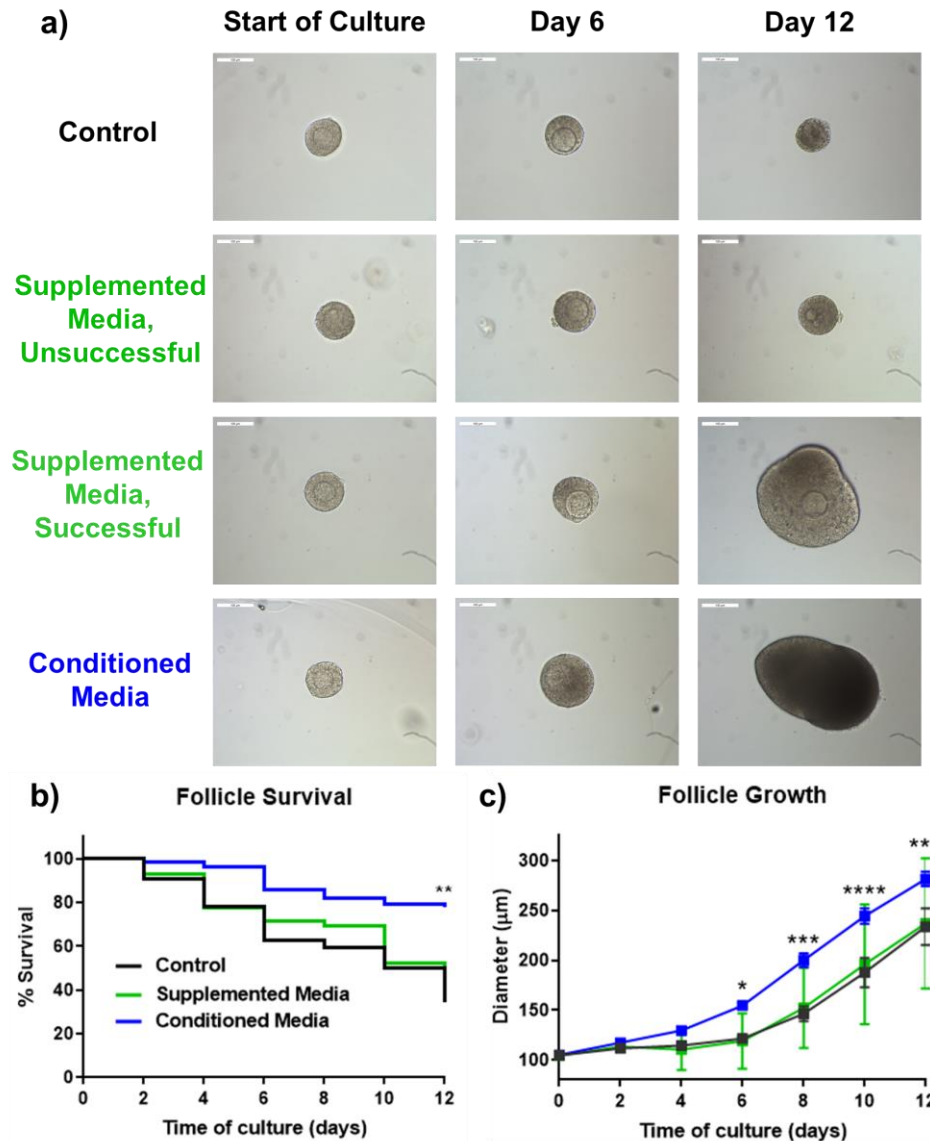 a)
Start of Culture
Day 6
Day 12
Control
Supplemented
Media,
Unsuccessful
Supplemented
Media,
Successful
Conditioned
Media
b)
Follicle Survival
% Survival
100
80
60
40
20
0
**
Control
Supplemented Media
Conditioned Media
0 2 4 6 8 10 12
Time of culture (days)
c)
Follicle Growth
Diameter (µm)
300
250
200
150
100
* *** **** **
0 2 4 6 8 10 12
Time of culture (days)